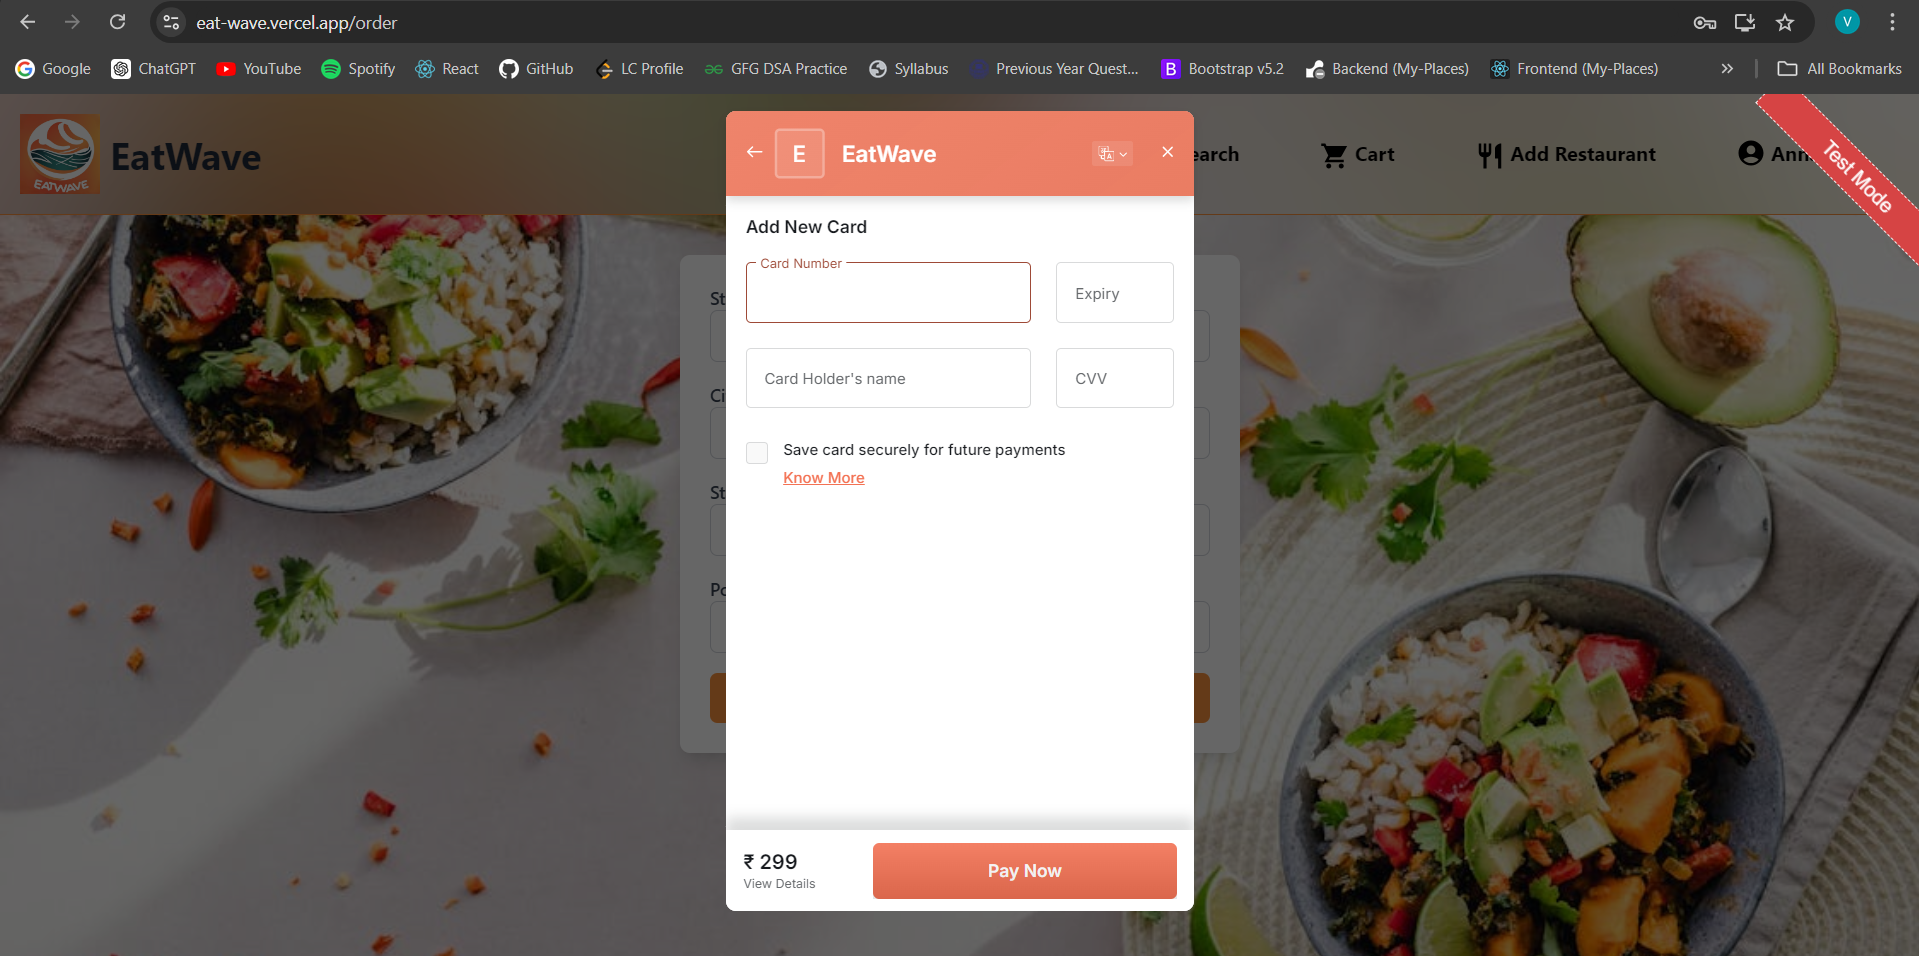 eat-wave.vercel.app/order
V
Google ChatGPT YouTube Spotify React GitHub LC Profile GFG DSA Practice Syllabus Previous Year Quest... B Bootstrap v5.2 Backend (My-Places) Frontend (My-Places) » All Bookmarks
EATWAVE
EatWave
E
EatWave
earch
Cart
Add Restaurant
Ann
Test Mode
Add New Card
Card Number
Expiry
Card Holder's name
CVV
Save card securely for future payments
Know More
St
Ci
St
Po
₹ 299
View Details
Pay Now